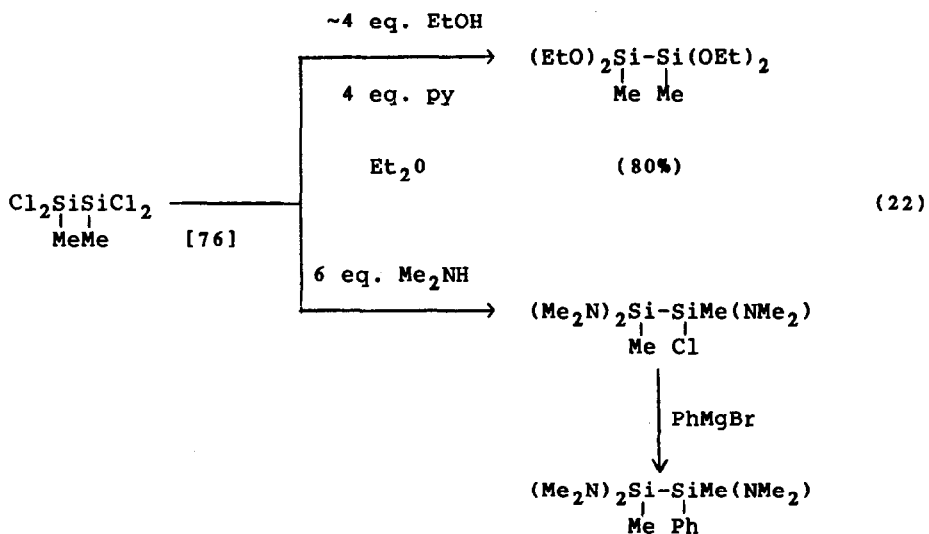 ~4 eq. EtOH
(EtO)2Si-Si(OEt)2
Me Me
4 eq. py
Et2O
(80%)
Cl2SiSiCl2
MeMe
[76]
(22)
6 eq. Me2NH
(Me2N)2Si-SiMe(NMe2)
Me Cl
PhMgBr
(Me2N)2Si-SiMe(NMe2)
Me Ph